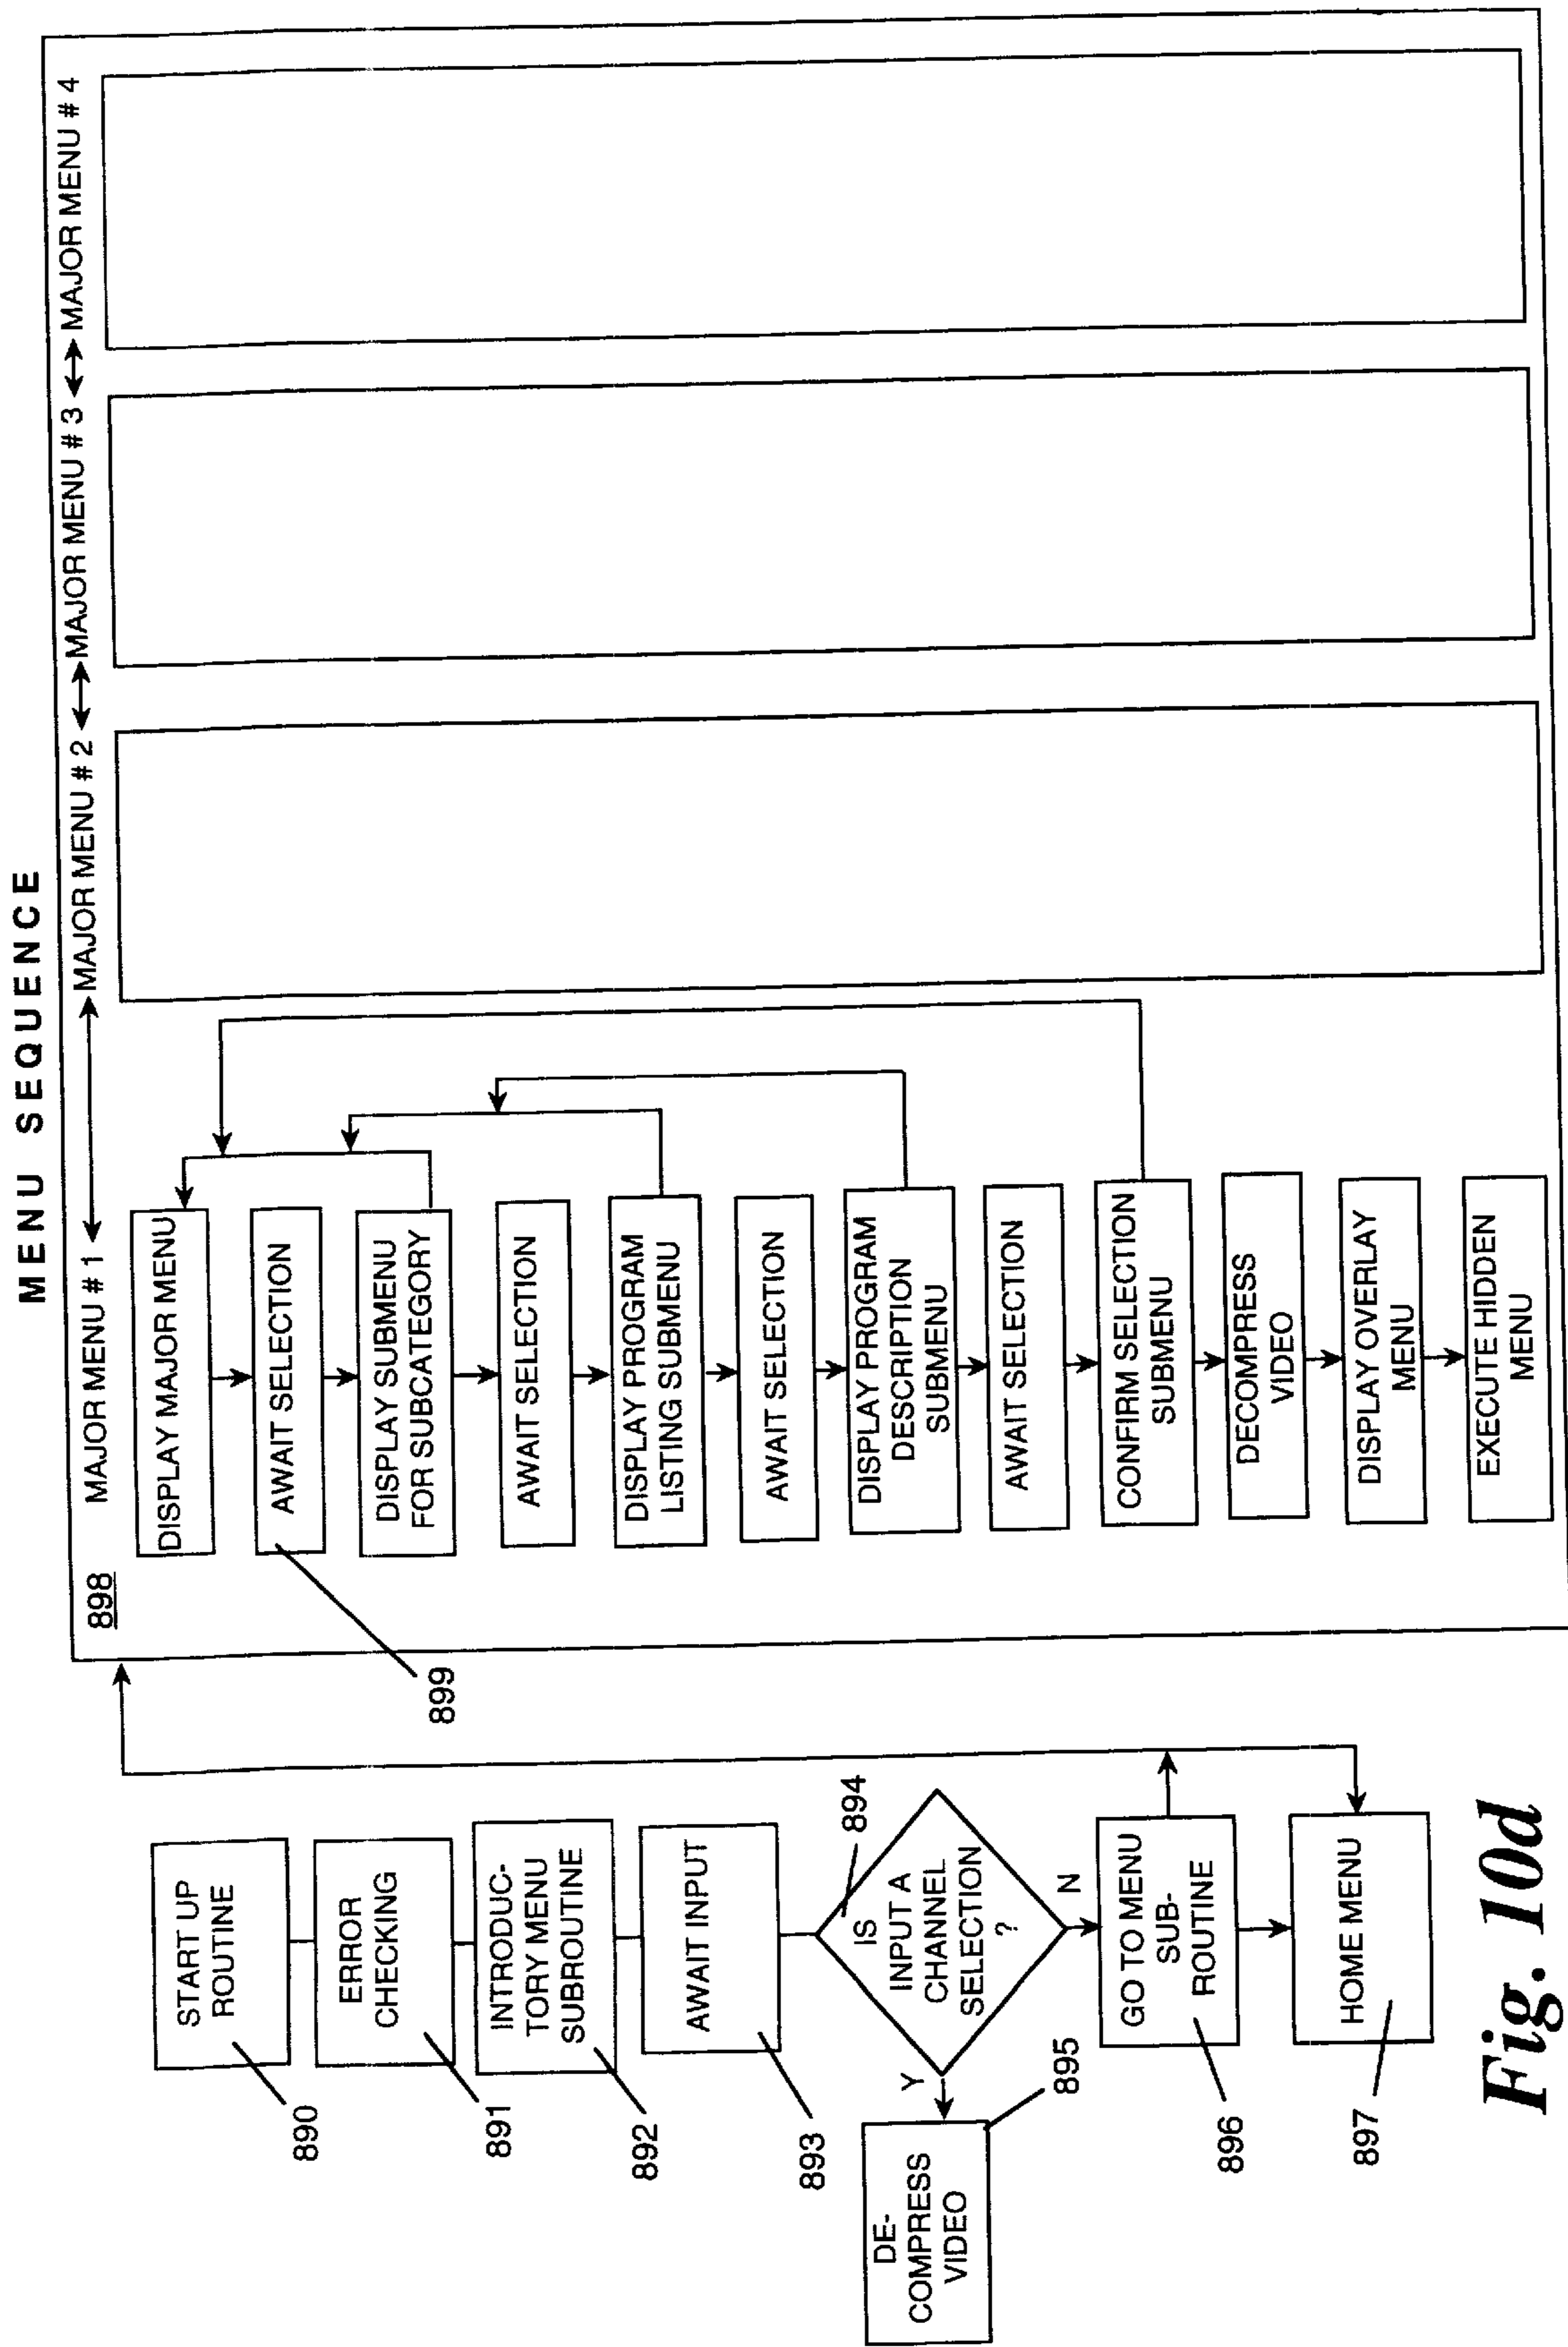 MENU SEQUENCE
START UP
ROUTINE
890
ERROR
CHECKING
891
INTRODUC-
TORY MENU
SUBROUTINE
892
AWAIT INPUT
893
IS
INPUT A
CHANNEL
SELECTION
?
894
Y
N
DE-
COMPRESS
VIDEO
895
GO TO MENU
SUB-
ROUTINE
896
HOME MENU
897
898
MAJOR MENU # 1
MAJOR MENU # 2
MAJOR MENU # 3
MAJOR MENU # 4
DISPLAY MAJOR MENU
AWAIT SELECTION
899
DISPLAY SUBMENU
FOR SUBCATEGORY
AWAIT SELECTION
DISPLAY PROGRAM
LISTING SUBMENU
AWAIT SELECTION
DISPLAY PROGRAM
DESCRIPTION
SUBMENU
AWAIT SELECTION
CONFIRM SELECTION
SUBMENU
DECOMPRESS
VIDEO
DISPLAY OVERLAY
MENU
EXECUTE HIDDEN
MENU
Fig. 10d